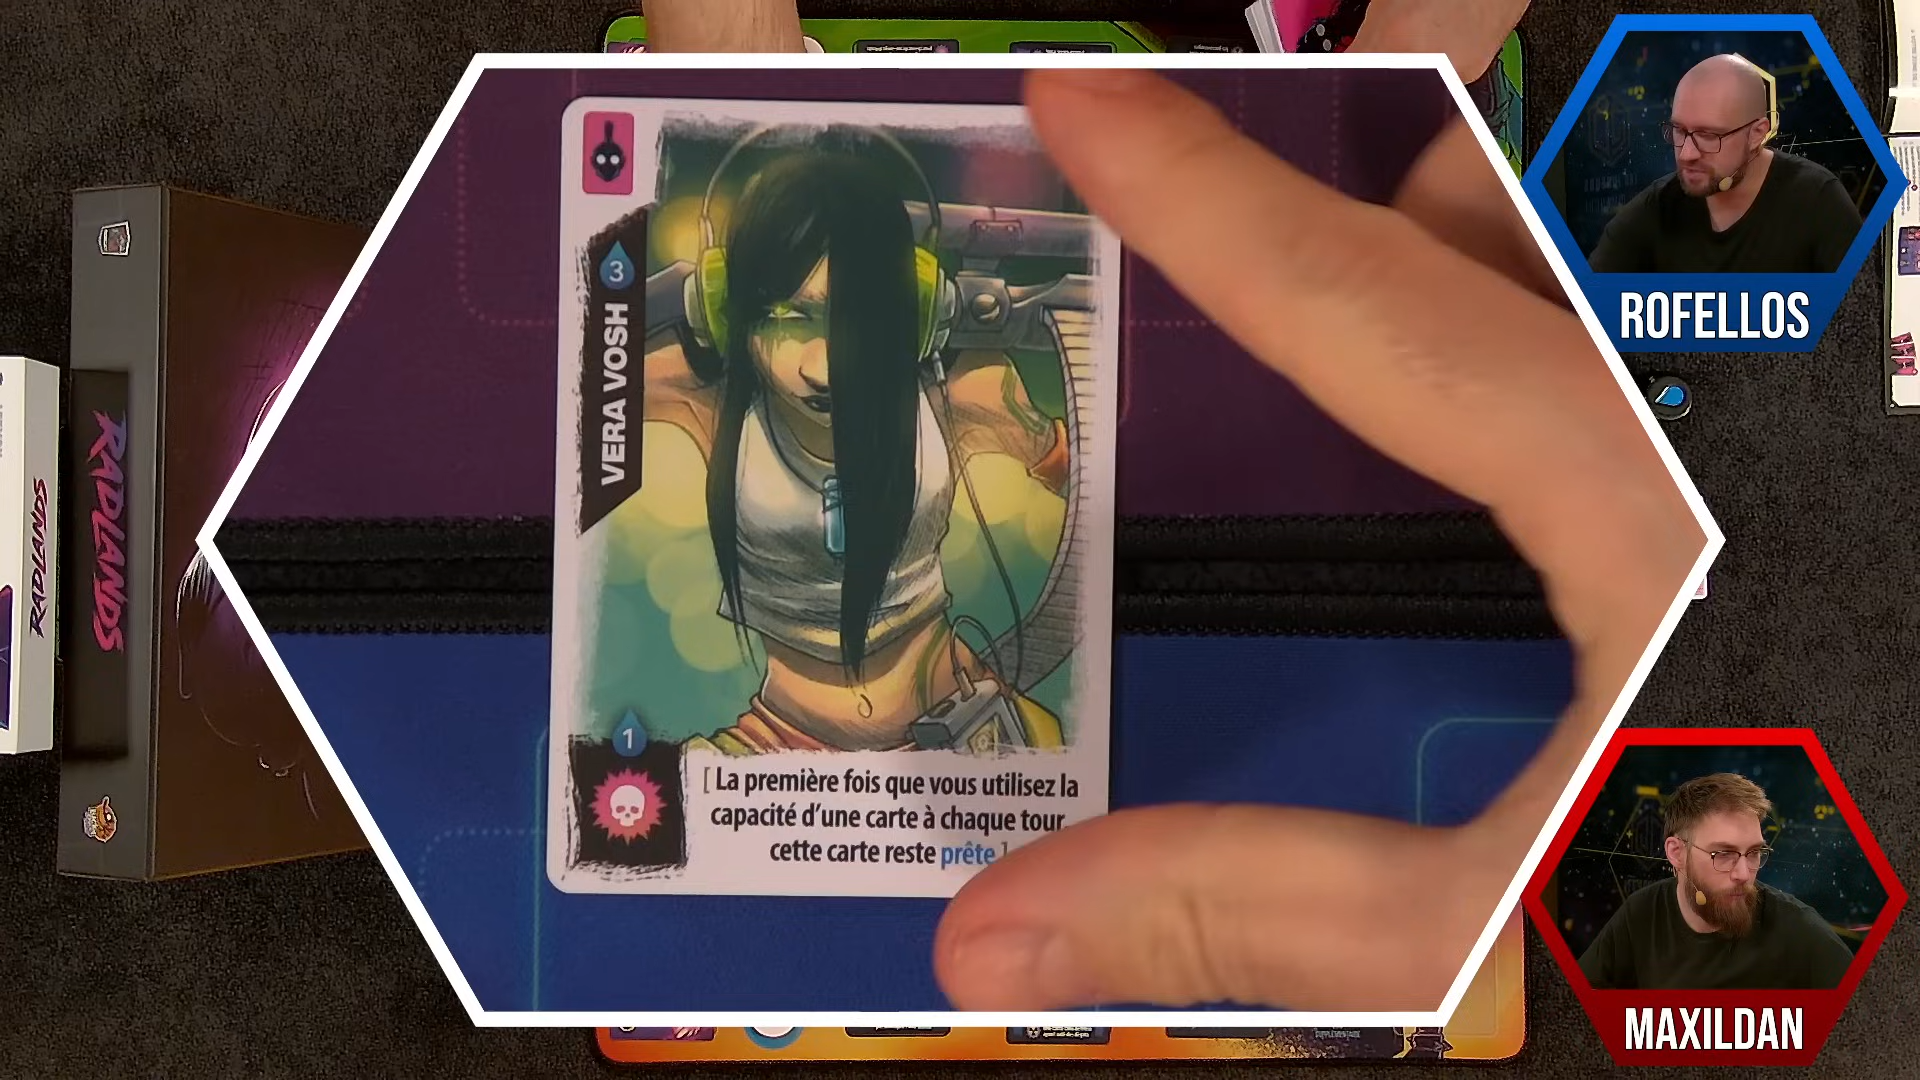 RADLANDS
RADLANDS
3
VERA VOSH
1
[ La première fois que vous utilisez la
capacité d'une carte à chaque tour,
cette carte reste prête ]
ROFELLOS
MAXILDAN